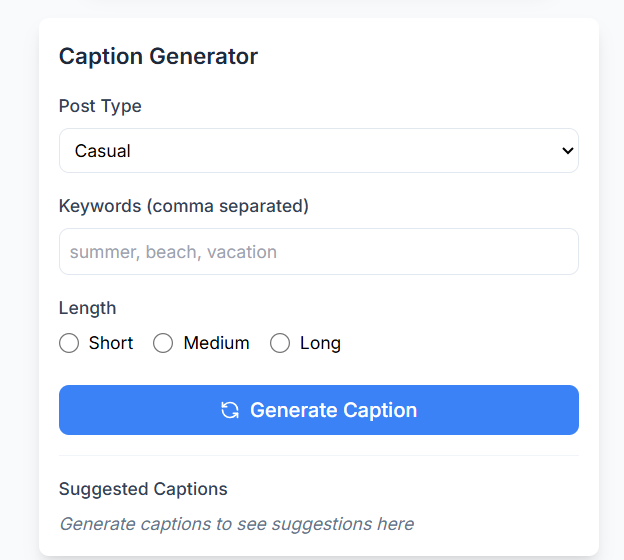 Caption Generator
Post Type
Casual
Keywords (comma separated)
summer, beach, vacation
Length
Short Medium Long
Generate Caption
Suggested Captions
Generate captions to see suggestions here